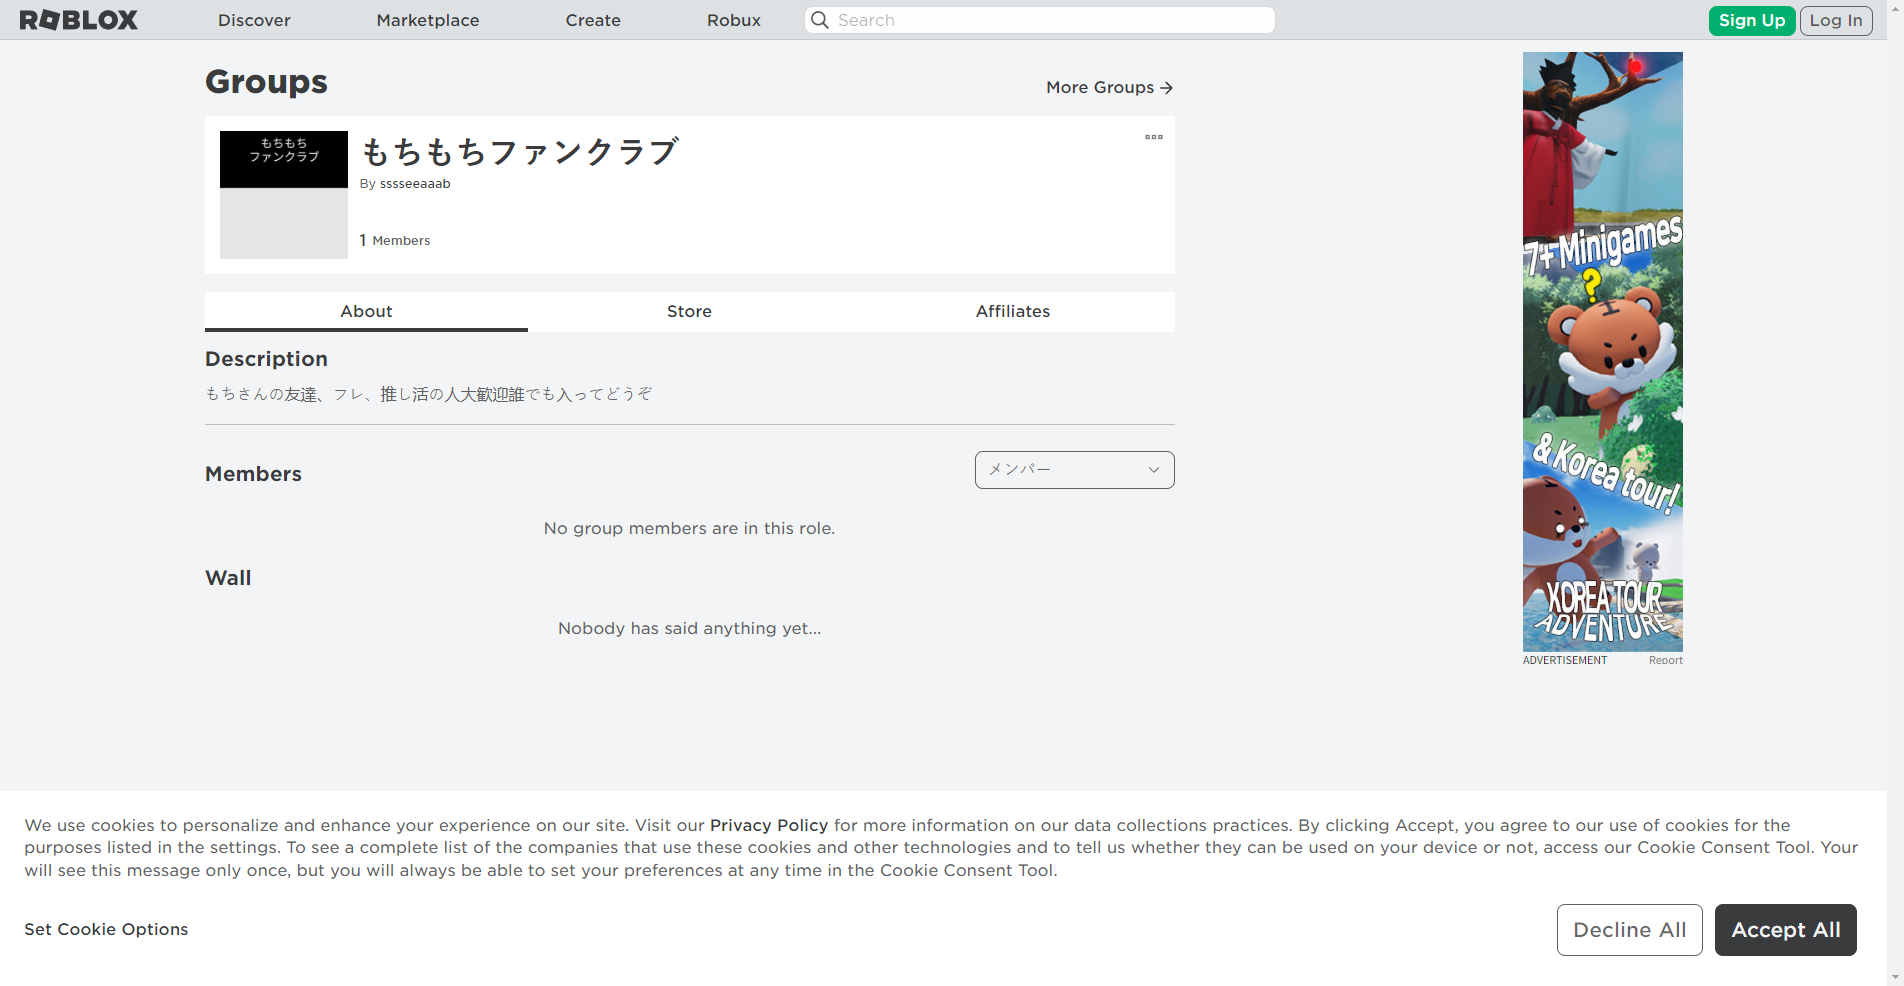 ROBLOX
Discover
Marketplace
Create
Robux
Search
Sign Up
Log In
Groups
More Groups →
もちもち
ファンクラブ
もちもちファンクラブ
By sssseeaaab
1 Members
About
Store
Affiliates
Description
もちさんの友達、フレ、推し活の人大歓迎誰でも入ってどうぞ
Members
メンバー
No group members are in this role.
Wall
Nobody has said anything yet...
7+ Minigames
?
& Korea tour!
KOREA TOUR
ADVENTURE
ADVERTISEMENT
Report
We use cookies to personalize and enhance your experience on our site. Visit our Privacy Policy for more information on our data collections practices. By clicking Accept, you agree to our use of cookies for the
purposes listed in the settings. To see a complete list of the companies that use these cookies and other technologies and to tell us whether they can be used on your device or not, access our Cookie Consent Tool. Your
will see this message only once, but you will always be able to set your preferences at any time in the Cookie Consent Tool.
Set Cookie Options
Decline All
Accept All